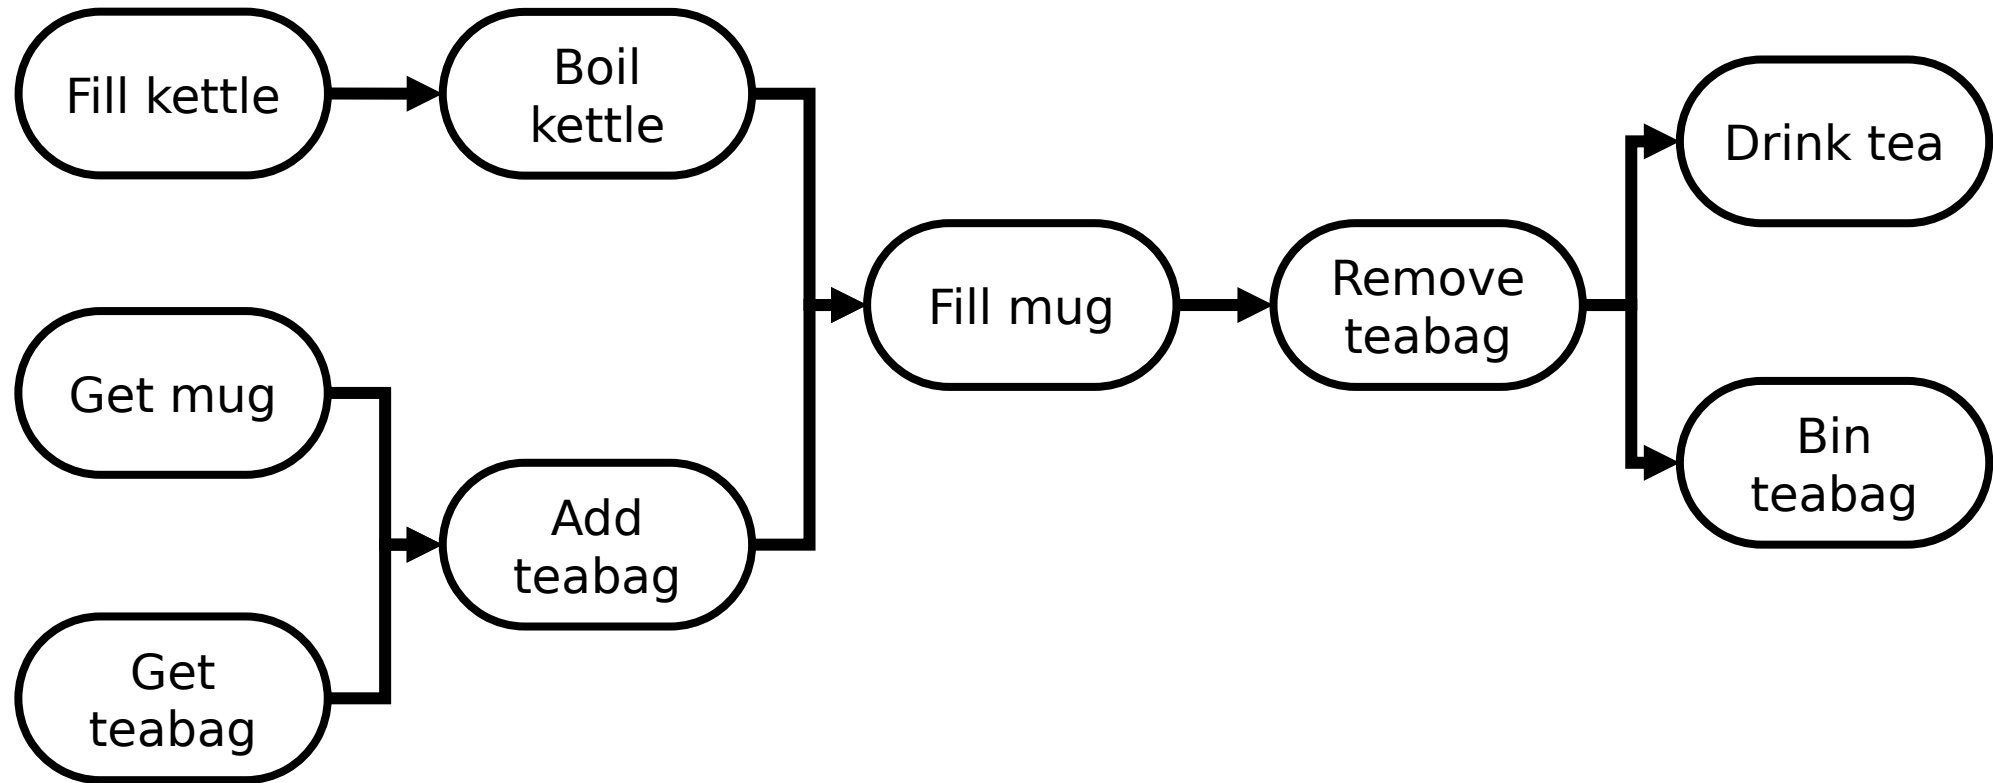 Fill kettle
Boil
kettle
Get mug
Get
teabag
Add
teabag
Fill mug
Remove
teabag
Drink tea
Bin
teabag